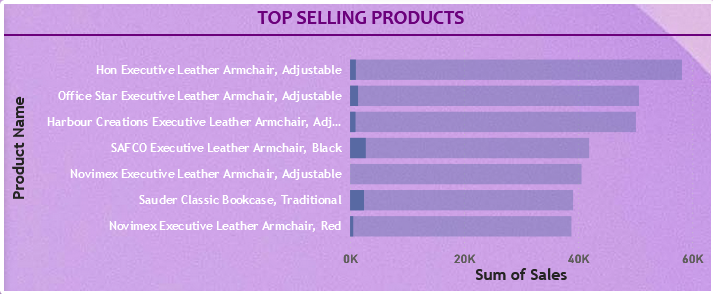 TOP SELLING PRODUCTS
Hon Executive Leather Armchair, Adjustable
Office Star Executive Leather Armchair, Adjustable
Harbour Creations Executive Leather Armchair, Adj...
SAFCO Executive Leather Armchair, Black
Novimex Executive Leather Armchair, Adjustable
Sauder Classic Bookcase, Traditional
Novimex Executive Leather Armchair, Red
Product Name
0K 20K 40K 60K
Sum of Sales